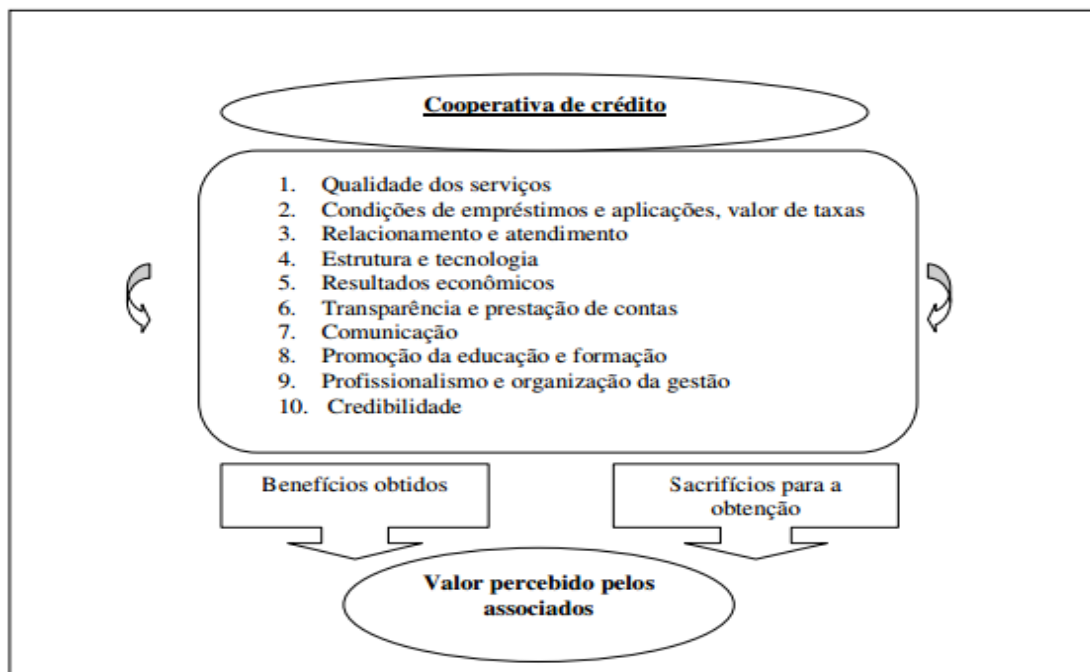 Cooperativa de crédito
1. Qualidade dos serviços
2. Condições de empréstimos e aplicações, valor de taxas
3. Relacionamento e atendimento
4. Estrutura e tecnologia
5. Resultados econômicos
6. Transparência e prestação de contas
7. Comunicação
8. Promoção da educação e formação
9. Profissionalismo e organização da gestão
10. Credibilidade
Benefícios obtidos
Sacrifícios para a
obtenção
Valor percebido pelos
associados